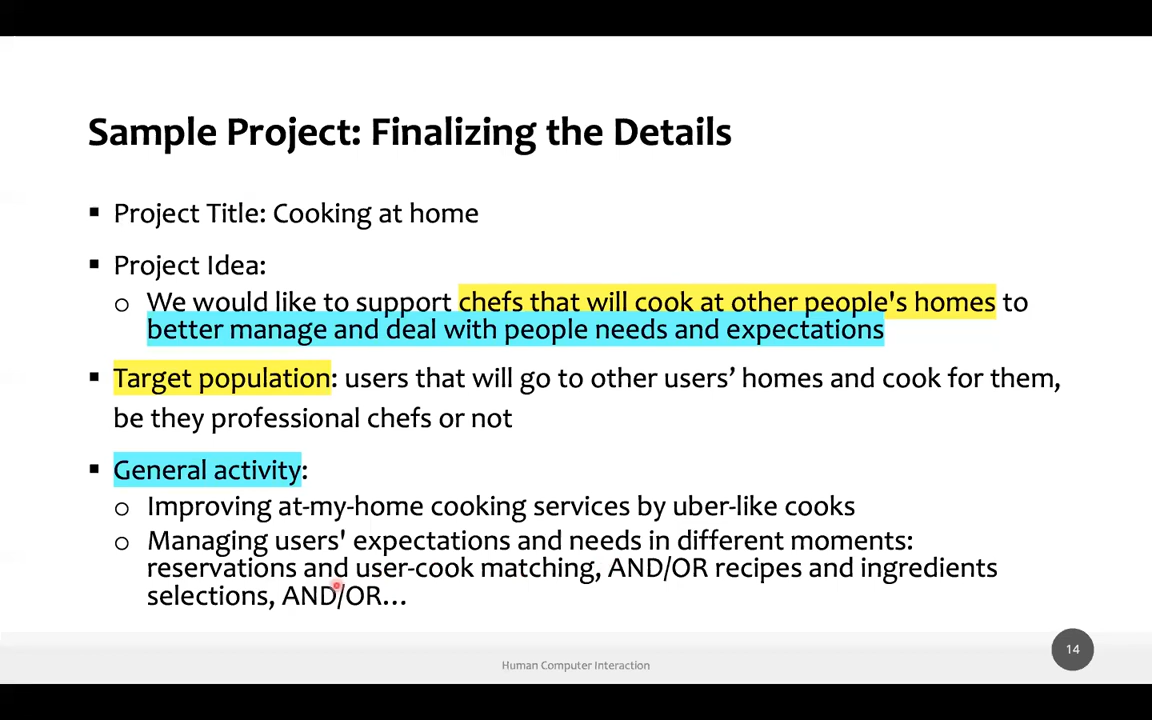 Sample Project: Finalizing the Details
▪ Project Title: Cooking at home
▪ Project Idea:
o We would like to support chefs that will cook at other people's homes to
better manage and deal with people needs and expectations
▪ Target population: users that will go to other users’ homes and cook for them,
be they professional chefs or not
▪ General activity:
o Improving at-my-home cooking services by uber-like cooks
o Managing users' expectations and needs in different moments:
reservations and user-cook matching, AND/OR recipes and ingredients
selections, AND/OR…
Human Computer Interaction
14